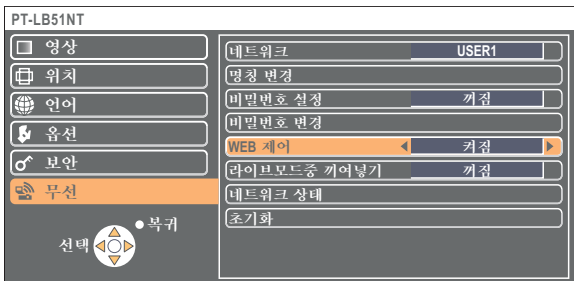 PT-LB51NT
영상
위치
언어
옵션
보안
무선
복귀
선택
네트워크 USER1
명칭 변경
비밀번호 설정 꺼짐
비밀번호 변경
WEB 제어 켜짐
라이브모드중 끼여넣기 꺼짐
네트워크 상태
초기화